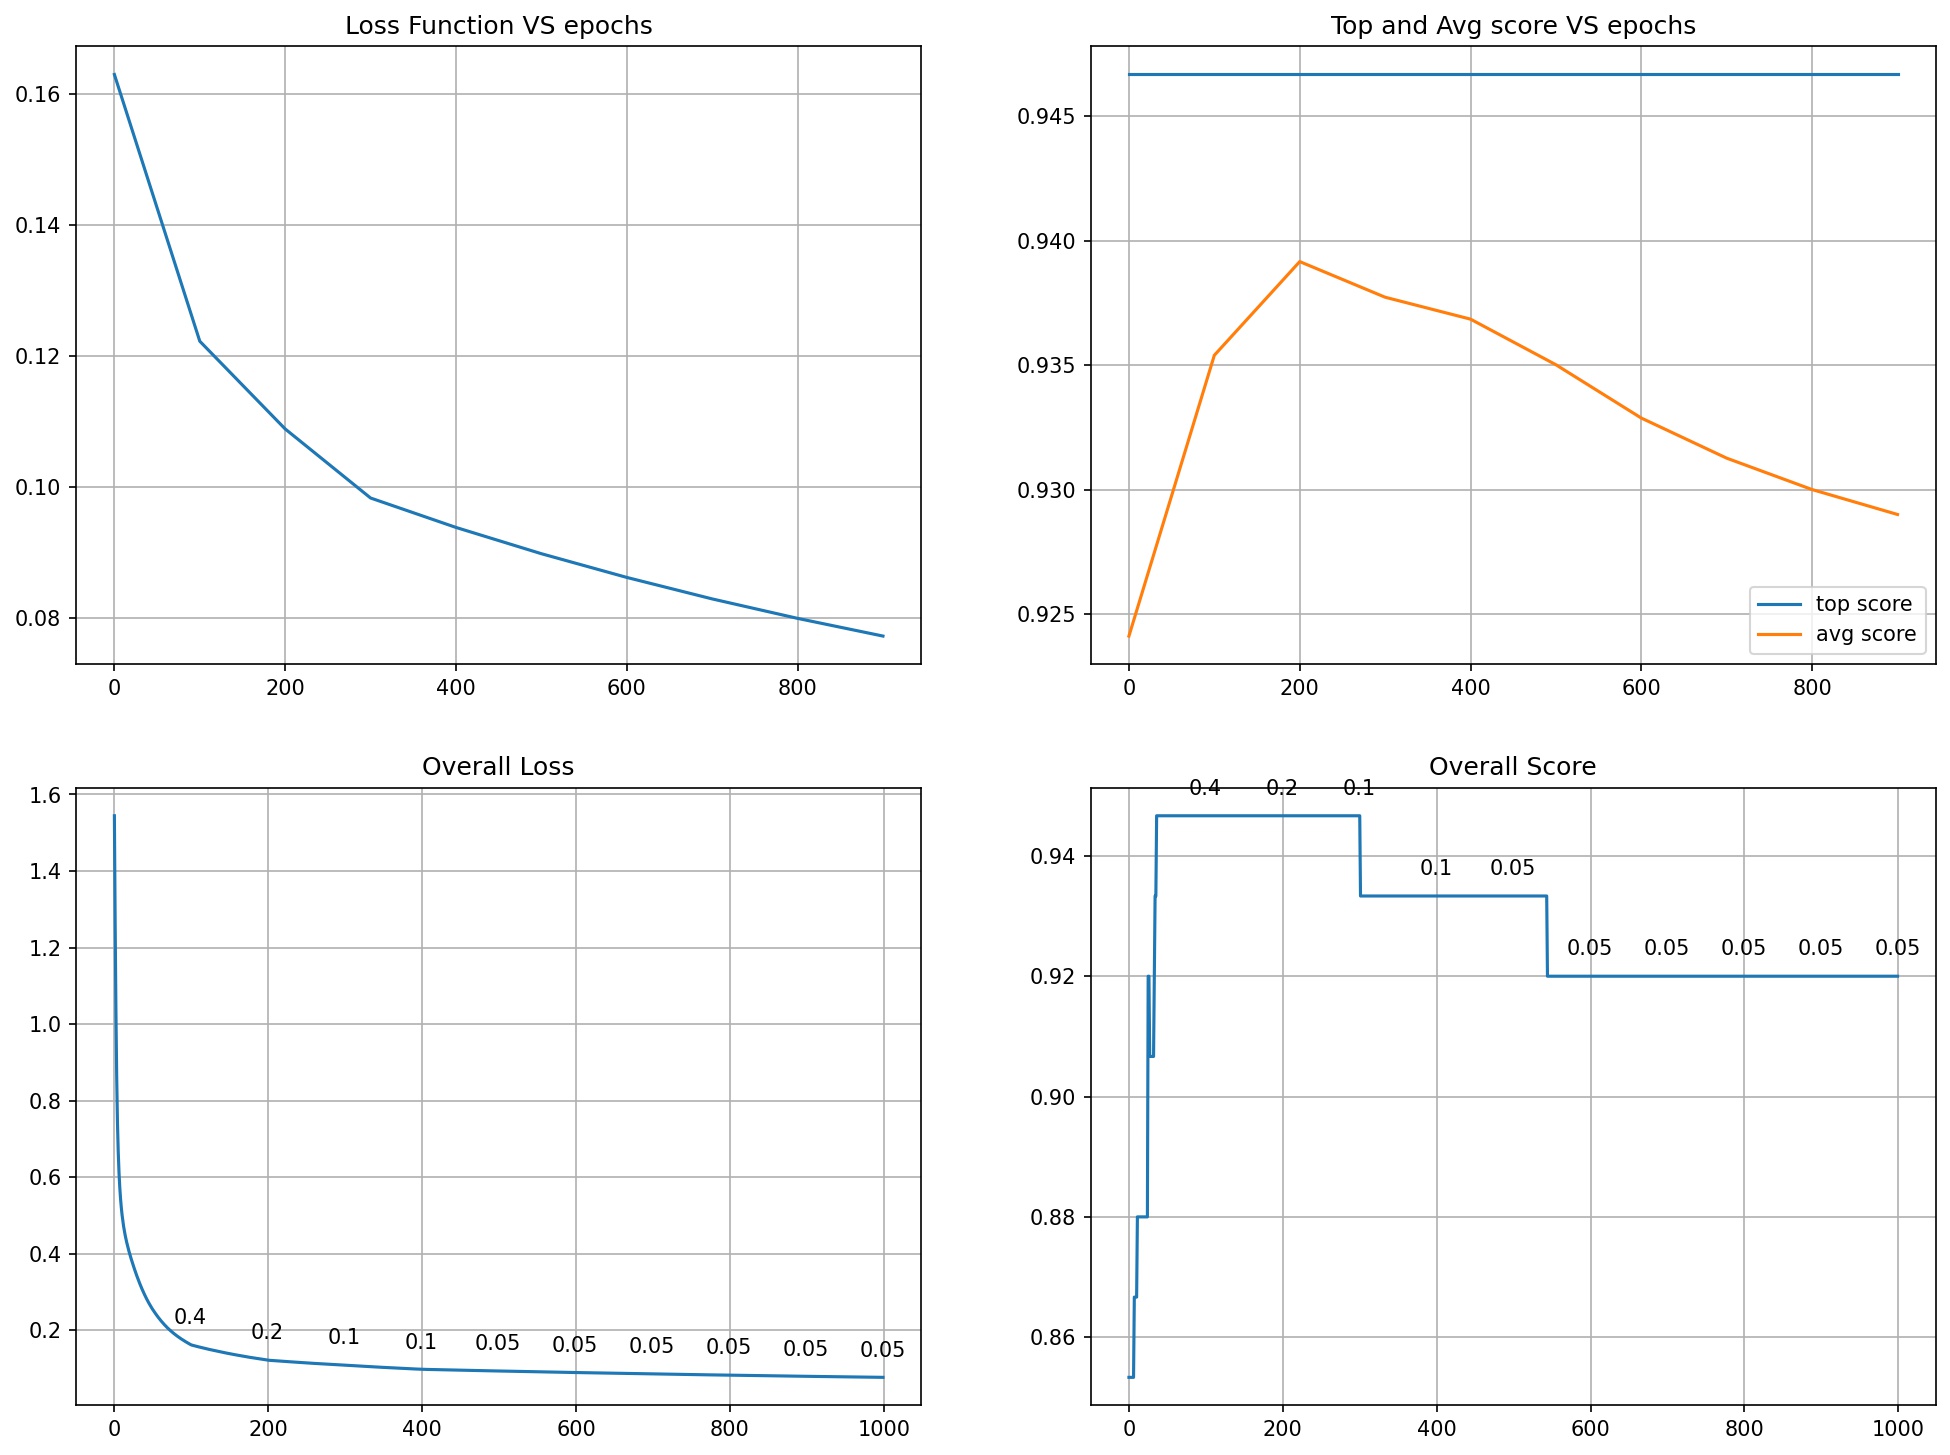 Loss Function VS epochs
0.16
0.14
0.12
0.10
0.08
0 200 400 600 800
Top and Avg score VS epochs
0.945
0.940
0.935
0.930
0.925
top score
avg score
0 200 400 600 800
Overall Loss
1.6
1.4
1.2
1.0
0.8
0.6
0.4
0.2
0.4 0.2 0.1 0.1 0.05 0.05 0.05 0.05 0.05 0.05
0 200 400 600 800 1000
Overall Score
0.4 0.2 0.1
0.1 0.05
0.05 0.05 0.05 0.05 0.05
0.94
0.92
0.90
0.88
0.86
0 200 400 600 800 1000